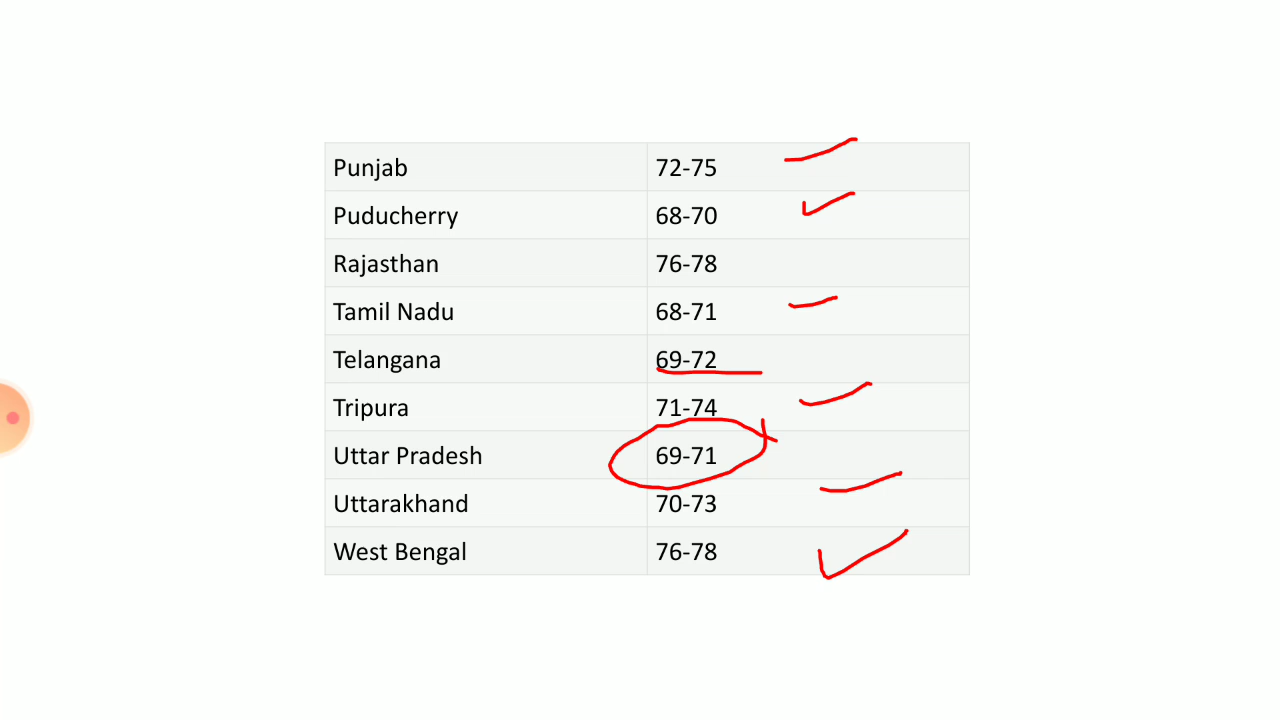 Punjab 72-75
Puducherry 68-70
Rajasthan 76-78
Tamil Nadu 68-71
Telangana 69-72
Tripura 71-74
Uttar Pradesh 69-71
Uttarakhand 70-73
West Bengal 76-78